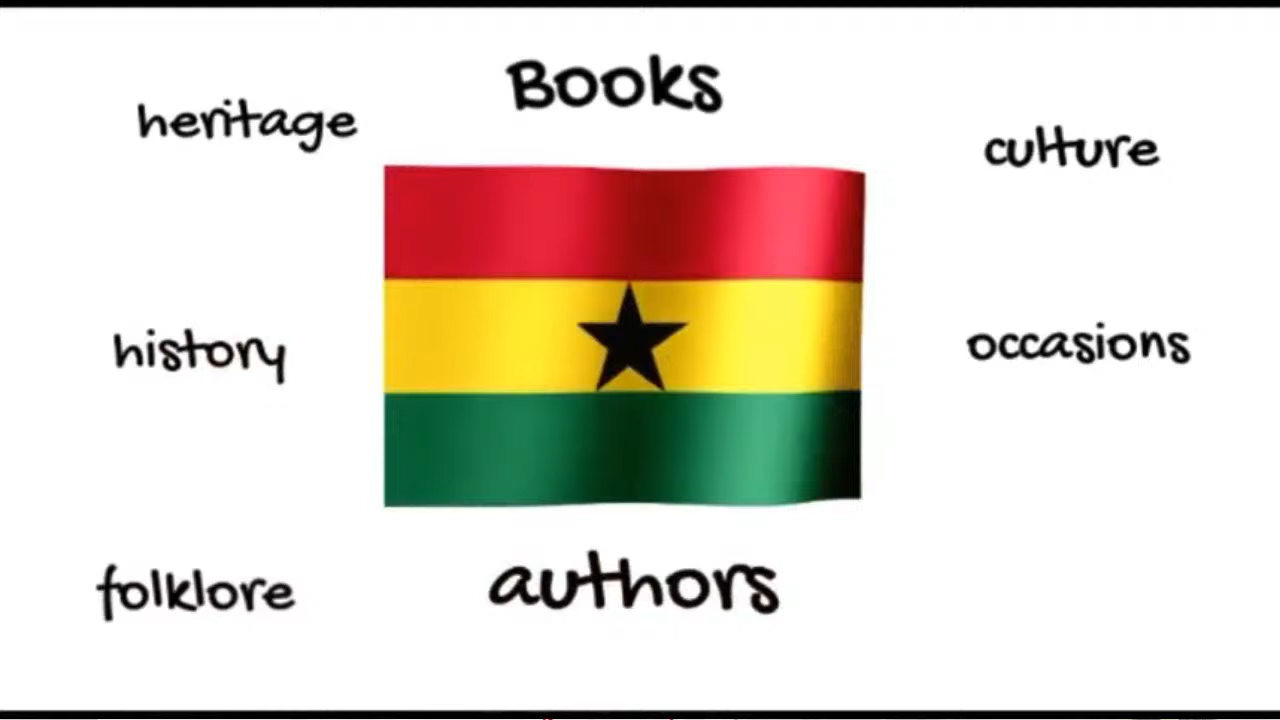 Books
heritage
culture
history
occasions
folklore
authors